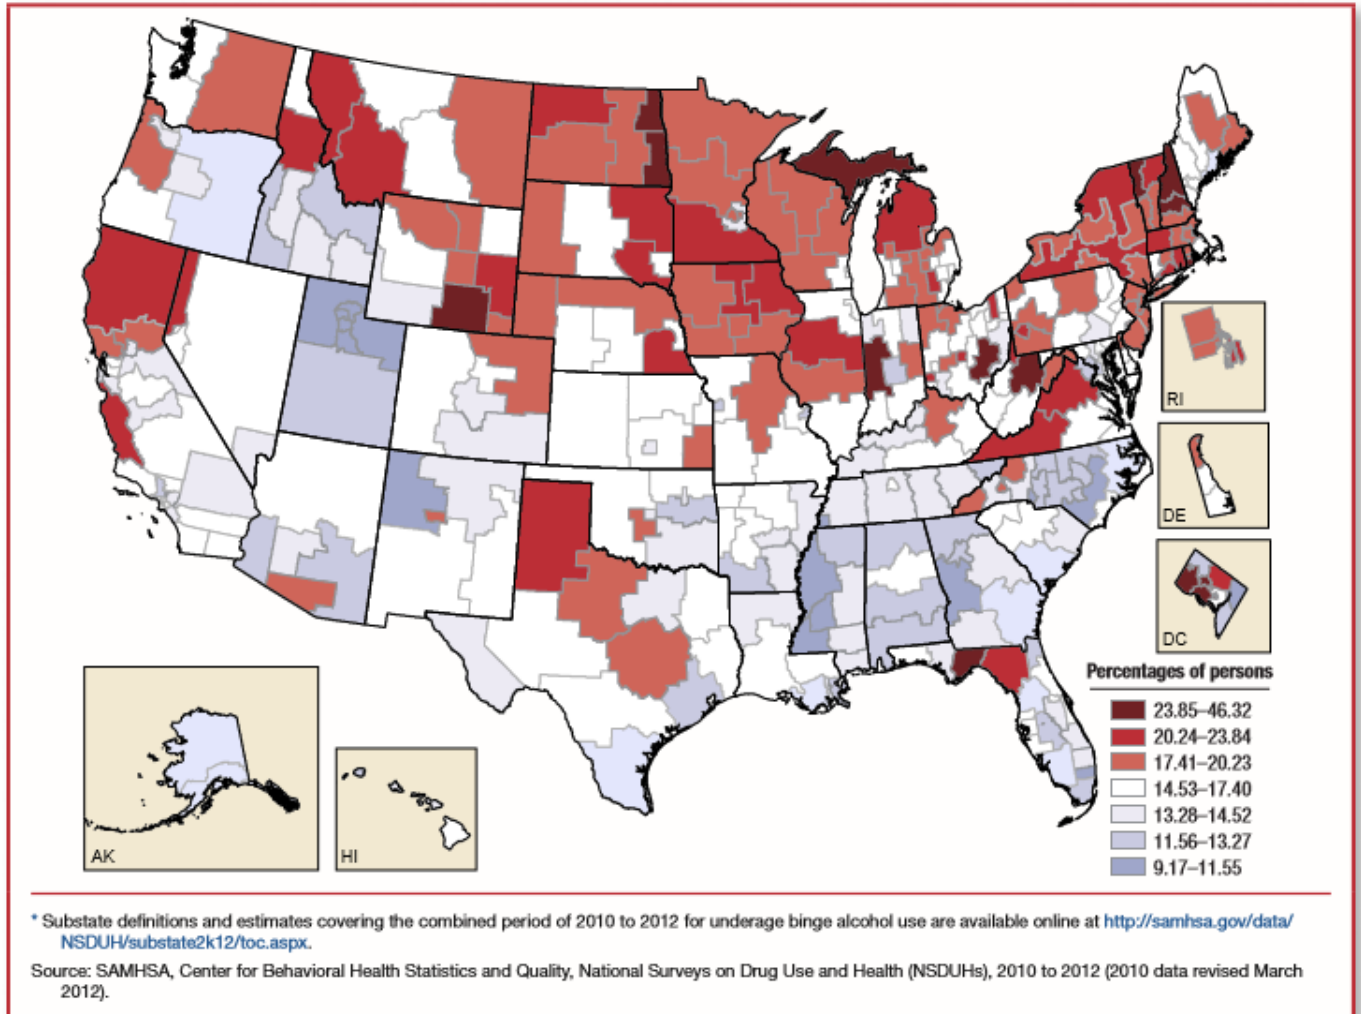 RI
DE
DC
AK
HI
Percentages of persons
23.85–46.32
20.24–23.84
17.41–20.23
14.53–17.40
13.28–14.52
11.56–13.27
9.17–11.55
* Substate definitions and estimates covering the combined period of 2010 to 2012 for underage binge alcohol use are available online at http://samhsa.gov/data/
NSDUH/substate2k12/toc.aspx.
Source: SAMHSA, Center for Behavioral Health Statistics and Quality, National Surveys on Drug Use and Health (NSDUHs), 2010 to 2012 (2010 data revised March
2012).